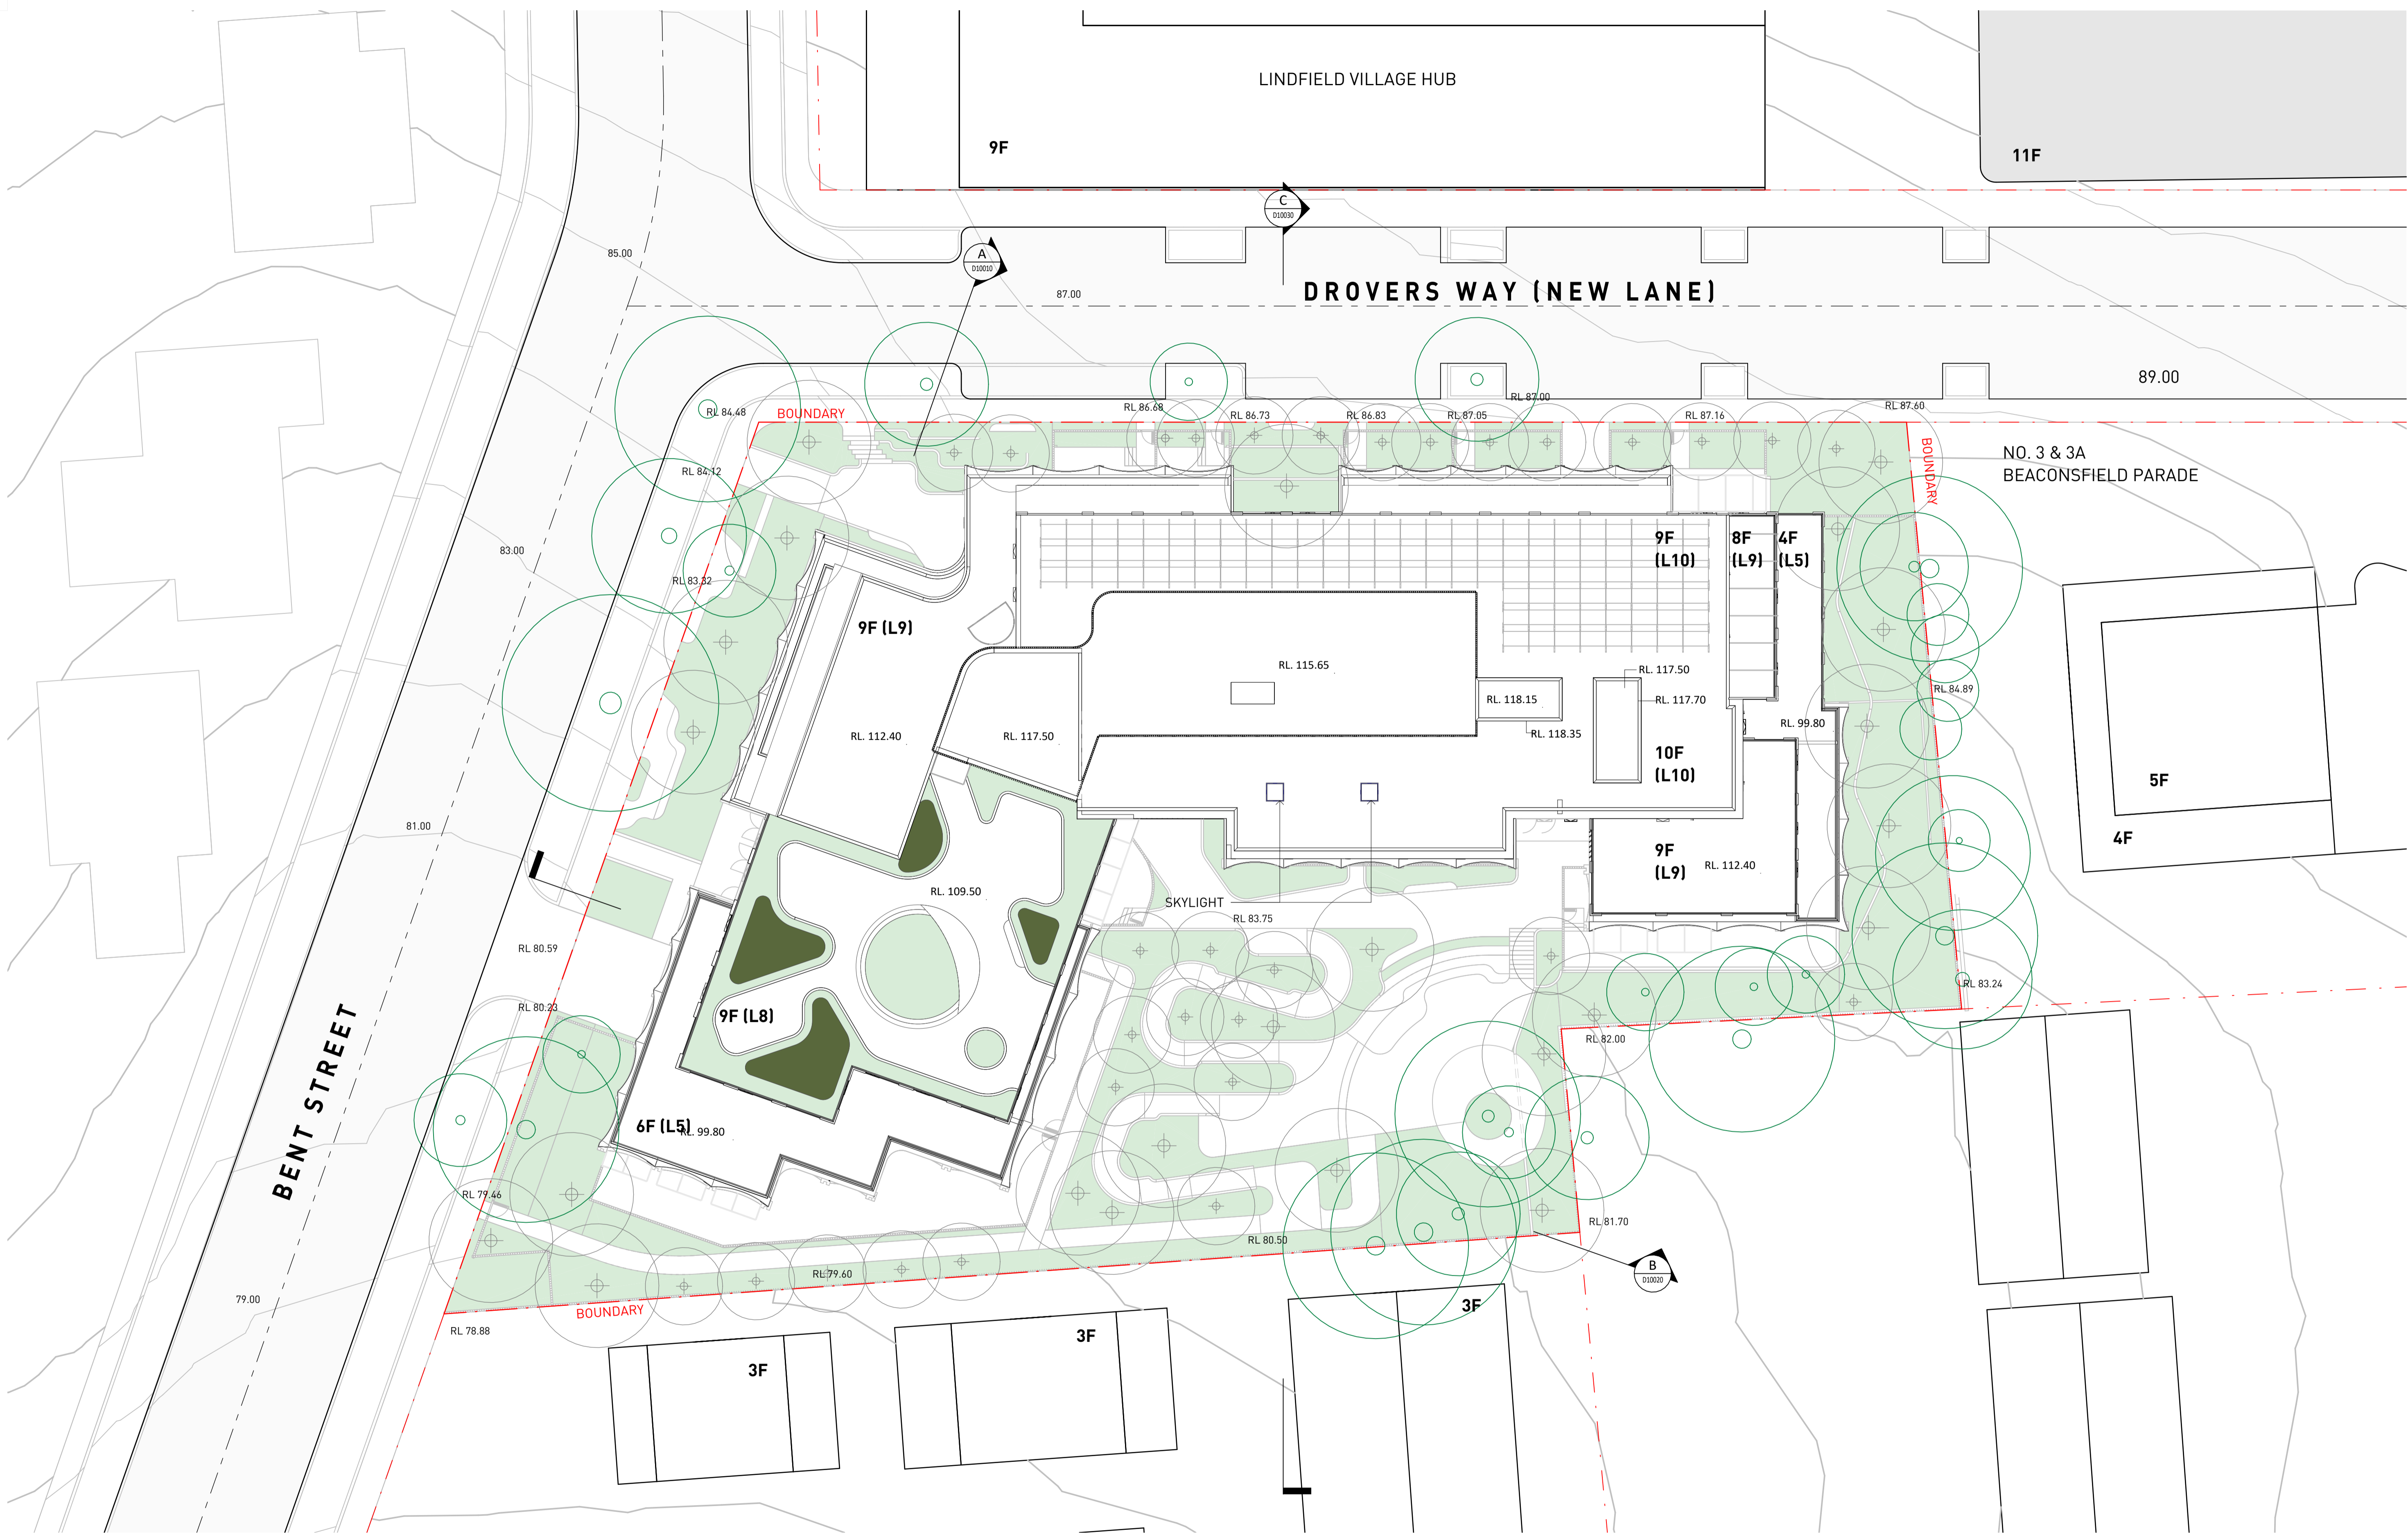 LINDFIELD VILLAGE HUB
9F
11F
C
D10030
A
D10010
85.00
87.00
DROVERS WAY (NEW LANE)
89.00
RL 84.48
BOUNDARY
RL 86.68
RL 86.73
RL 86.83
RL 87.05
RL 87.00
RL 87.16
RL 87.60
BOUNDARY
NO. 3 & 3A
BEACONSFIELD PARADE
RL 84.12
83.00
RL 83.32
9F
(L10)
8F
(L9)
4F
(L5)
9F (L9)
RL. 115.65
RL. 117.50
RL. 118.15
RL. 117.70
RL. 118.35
RL 84.89
RL. 99.80
RL. 112.40
RL. 117.50
10F
(L10)
5F
4F
81.00
9F
(L9)
RL. 112.40
RL. 109.50
SKYLIGHT
RL 83.75
RL 80.59
RL 80.23
RL 83.24
9F (L8)
RL 82.00
BENT STREET
6F (L5)
RL. 99.80
RL 79.46
RL 81.70
RL 80.50
RL 79.60
B
D10020
79.00
BOUNDARY
RL 78.88
3F
3F
3F